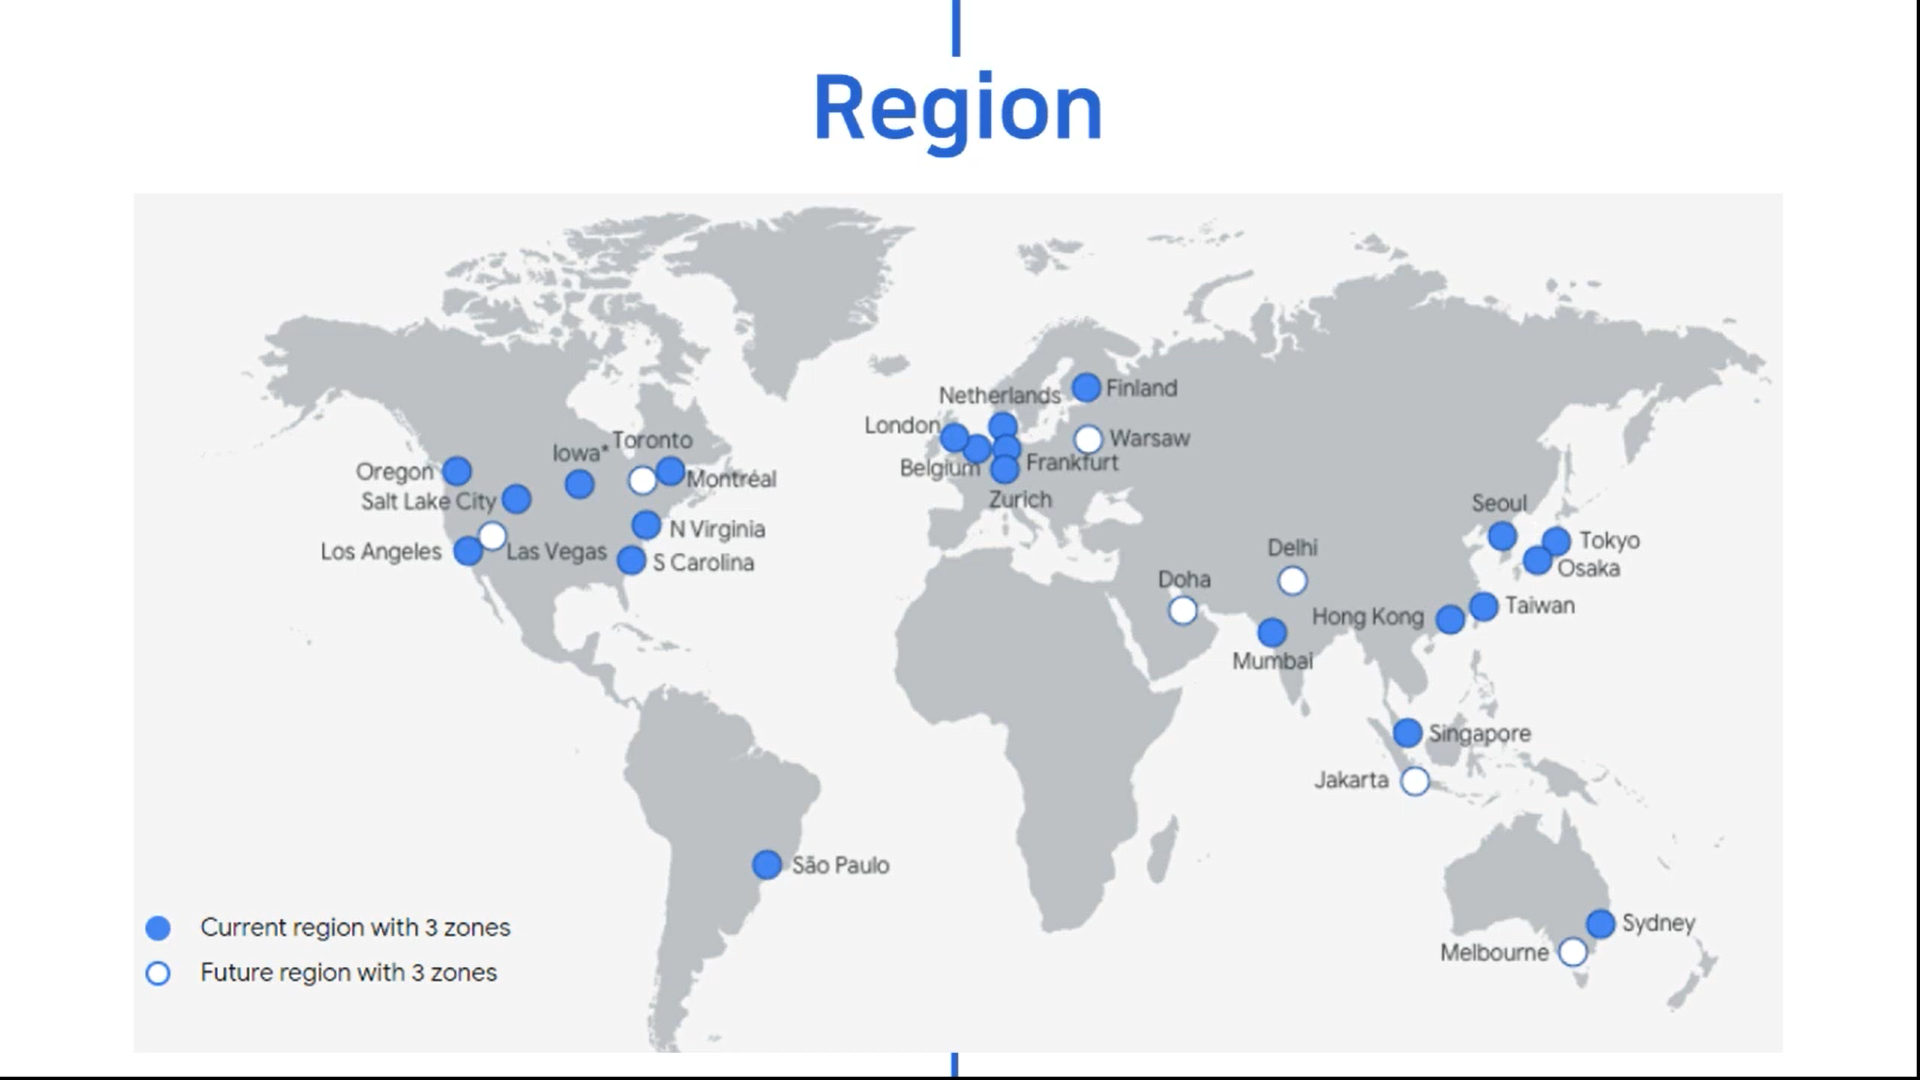 Region
Netherlands
Finland
London
Warsaw
Belgium
Frankfurt
Zurich
Iowa*
Toronto
Oregon
Montréal
Salt Lake City
N Virginia
Los Angeles
Las Vegas
S Carolina
Seoul
Tokyo
Osaka
Delhi
Doha
Hong Kong
Taiwan
Mumbai
Singapore
Jakarta
São Paulo
Sydney
Melbourne
Current region with 3 zones
Future region with 3 zones